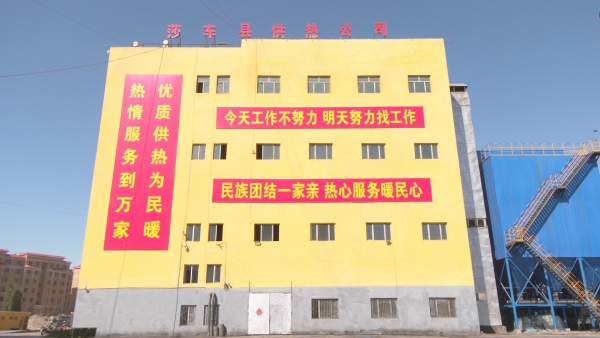 莎车县供热公司
优质供热为民暖
热情服务到万家
今天工作不努力 明天努力找工作
民族团结一家亲 热心服务暖民心